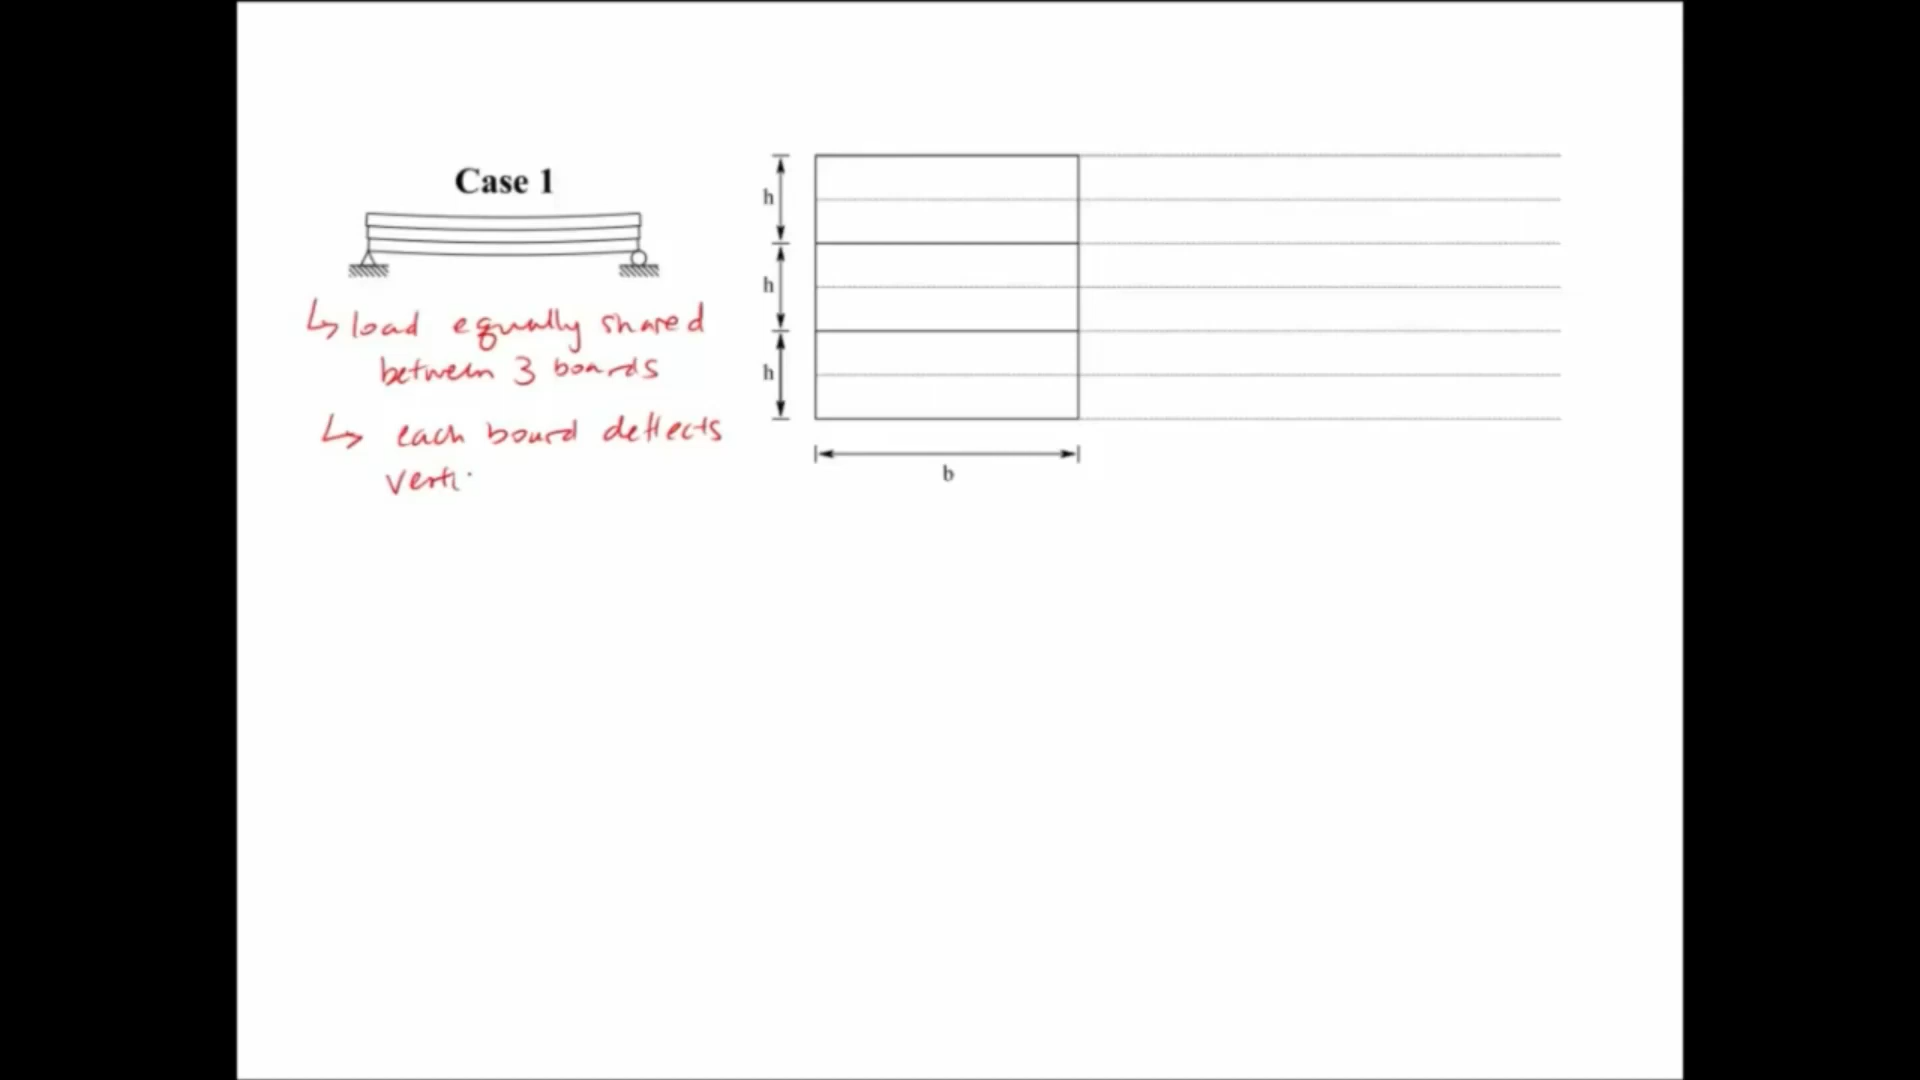 Case 1
↳ load equally shared
between 3 boards
↳ each board deflects
verti
h
h
h
b